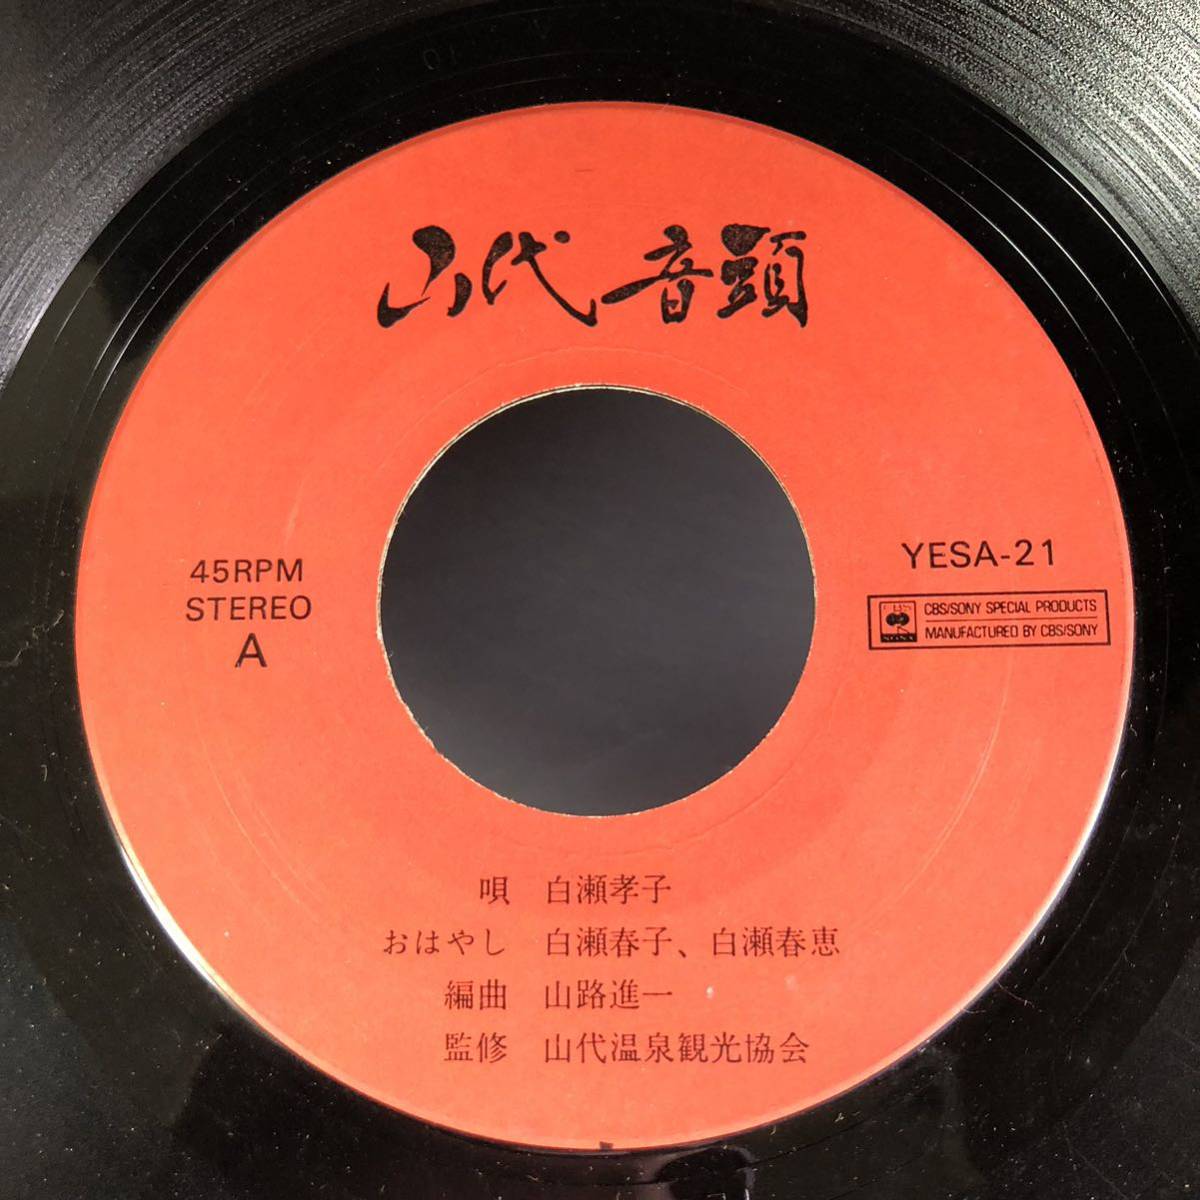 山代音頭
45RPM
STEREO
A
YESA-21
CBS/SONY SPECIAL PRODUCTS
MANUFACTURED BY CBS/SONY
唄 白瀬孝子
おはやし 白瀬春子、白瀬春恵
編曲 山路進一
監修 山代温泉観光協会